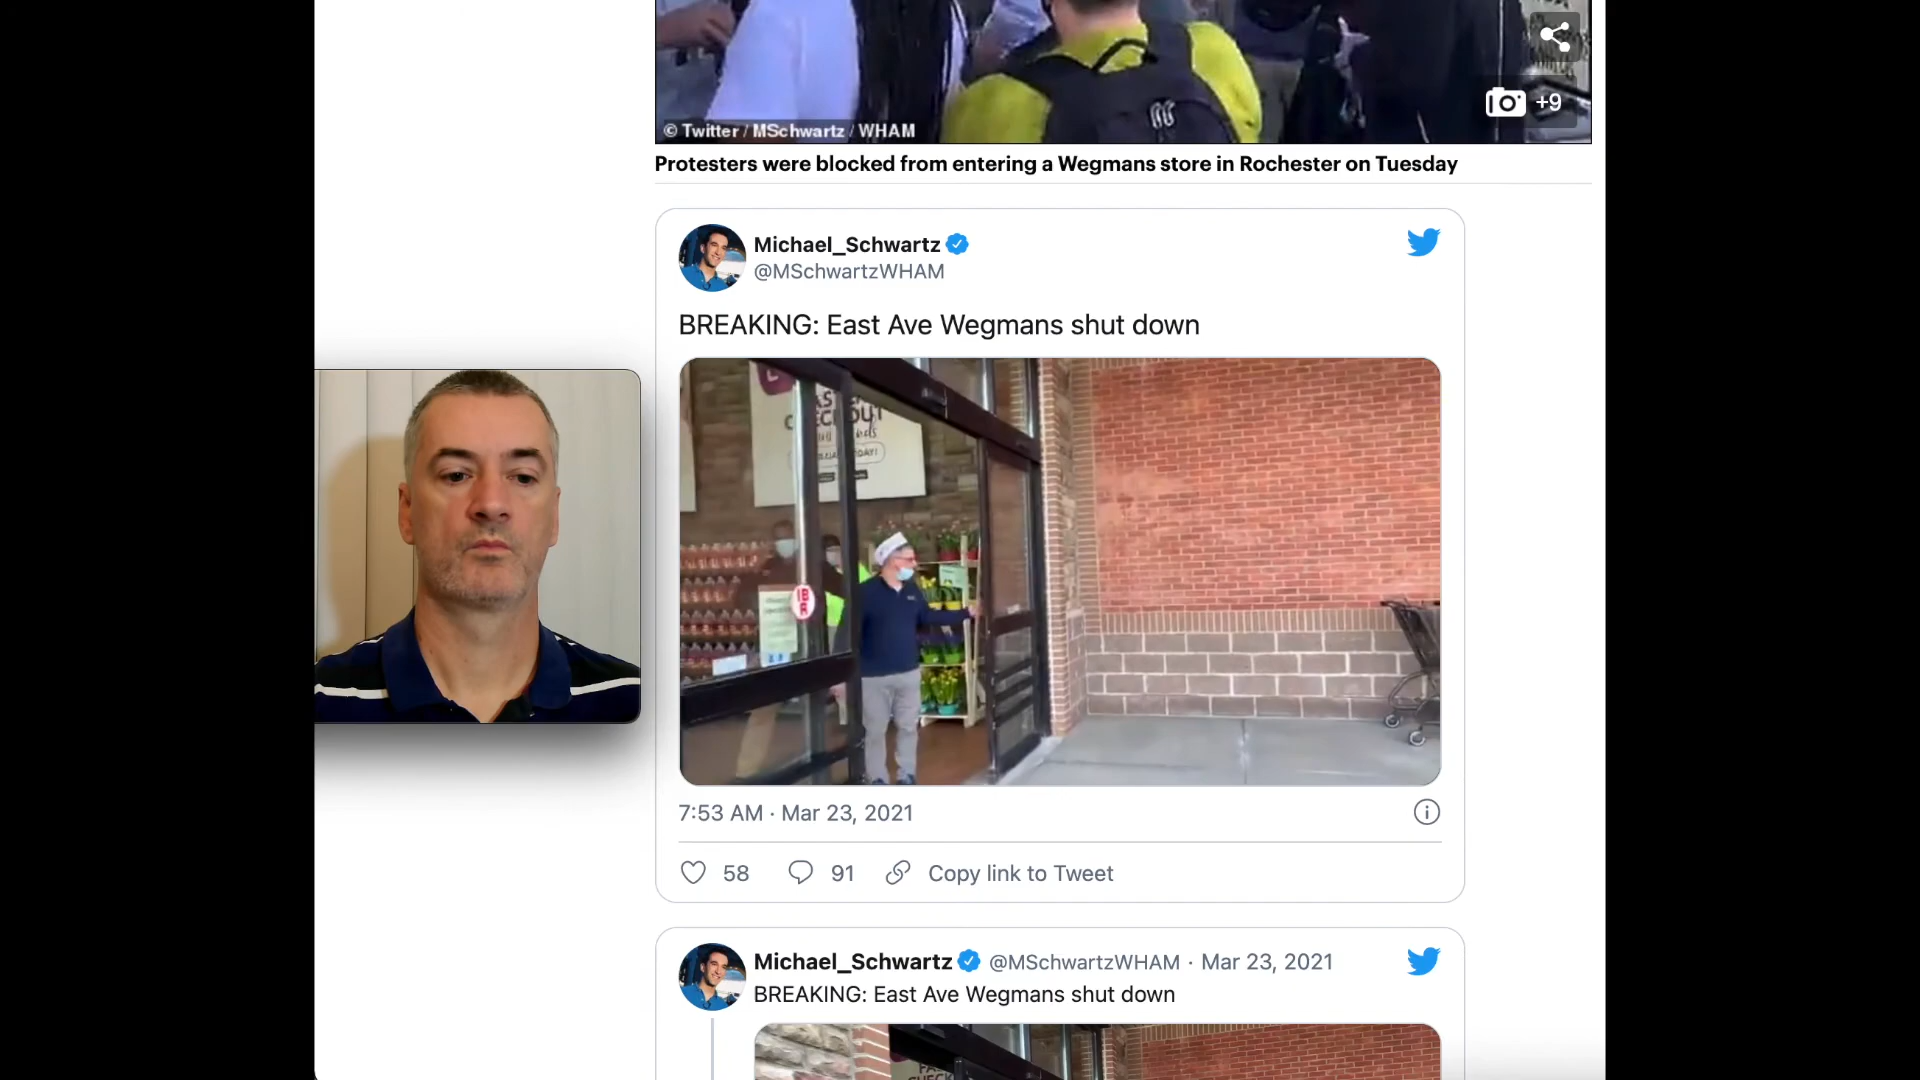 +9
© Twitter / MSchwartz / WHAM
Protesters were blocked from entering a Wegmans store in Rochester on Tuesday
Michael_Schwartz
@MSchwartzWHAM
BREAKING: East Ave Wegmans shut down
CHECKOUT
7:53 AM · Mar 23, 2021
58 91 Copy link to Tweet
Michael_Schwartz @MSchwartzWHAM · Mar 23, 2021
BREAKING: East Ave Wegmans shut down